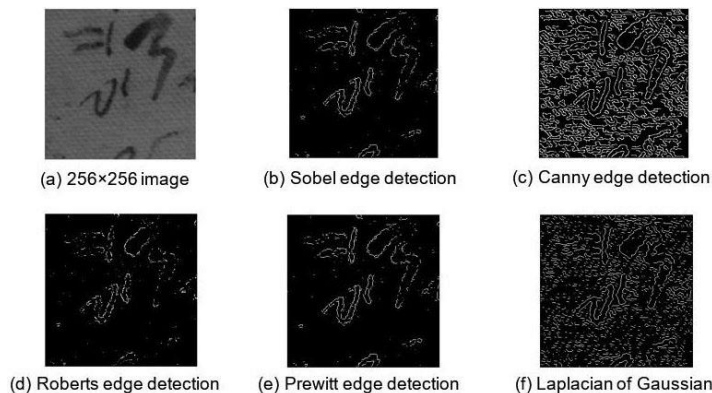 (a) 256×256 image
(b) Sobel edge detection
(c) Canny edge detection
(d) Roberts edge detection
(e) Prewitt edge detection
(f) Laplacian of Gaussian